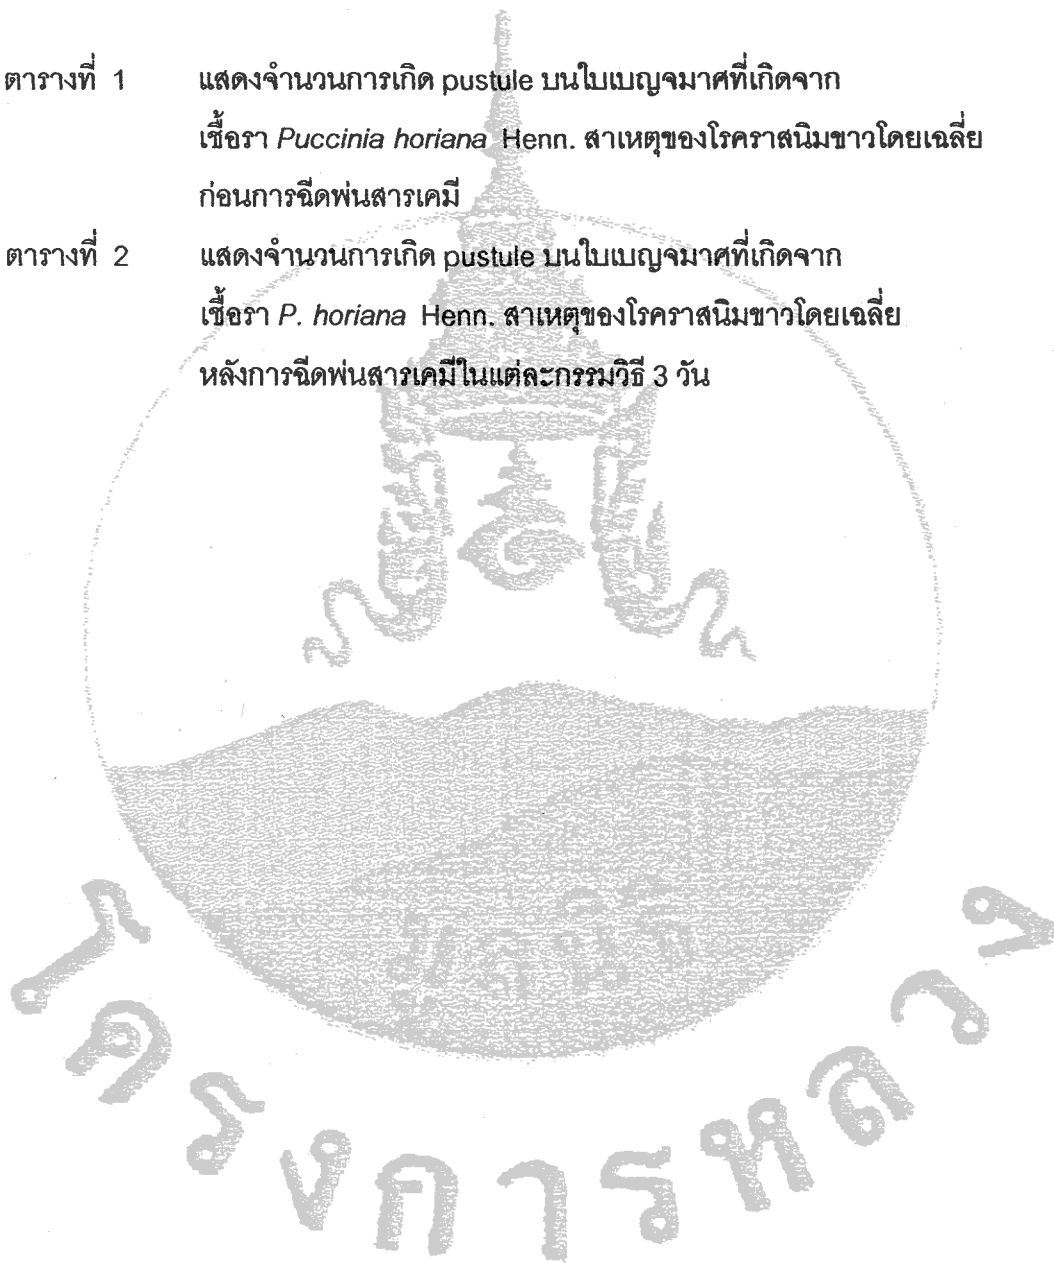 ตารางที่ 1 แสดงจำนวนการเกิด pustule บนใบเบญจมาศที่เกิดจาก
เชื้อรา Puccinia horiana Henn. สาเหตุของโรคราสนิมขาวโดยเฉลี่ย
ก่อนการฉีดพ่นสารเคมี
ตารางที่ 2 แสดงจำนวนการเกิด pustule บนใบเบญจมาศที่เกิดจาก
เชื้อรา P. horiana Henn. สาเหตุของโรคราสนิมขาวโดยเฉลี่ย
หลังการฉีดพ่นสารเคมีในแต่ละกรรมวิธี 3 วัน
มูลนิธิ
โครงการหลวง